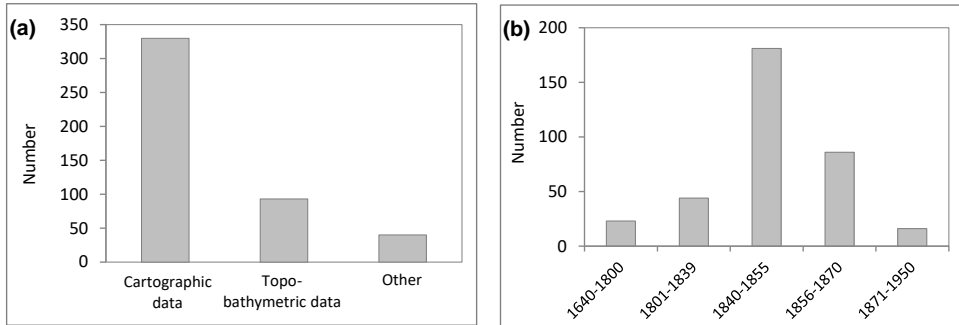 (a)
Number
350
300
250
200
150
100
50
0
Cartographic
data
Topo-
bathymetric data
Other
(b)
Number
200
150
100
50
0
1640-1800
1801-1839
1840-1855
1856-1870
1871-1950